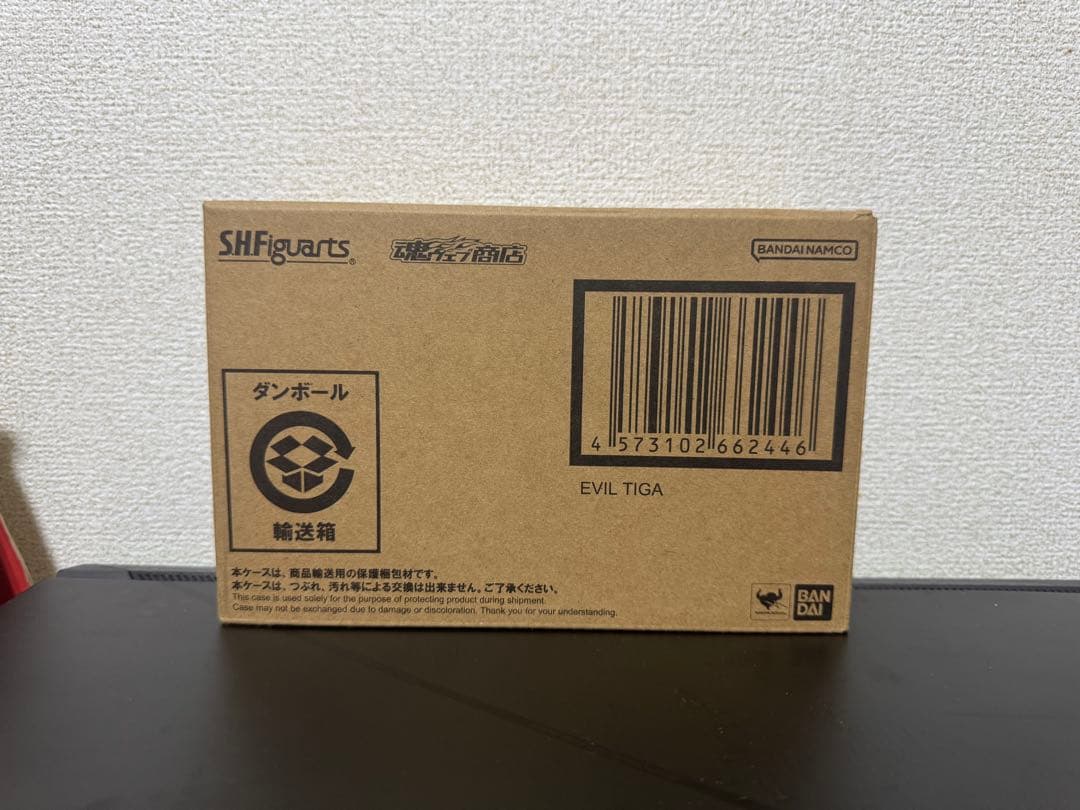 S.H.Figuarts®
魂ウェブ商店
BANDAI NAMCO
4 573102 662446
EVIL TIGA
ダンボール
輸送箱
本ケースは、商品輸送用の保護梱包材です。
本ケースは、つぶれ、汚れ等による交換は出来ません。ご了承ください。
This case is used solely for the purpose of protecting product during shipment.
Case may not be exchanged due to damage or discoloration. Thank you for your understanding.
BAN
DAI